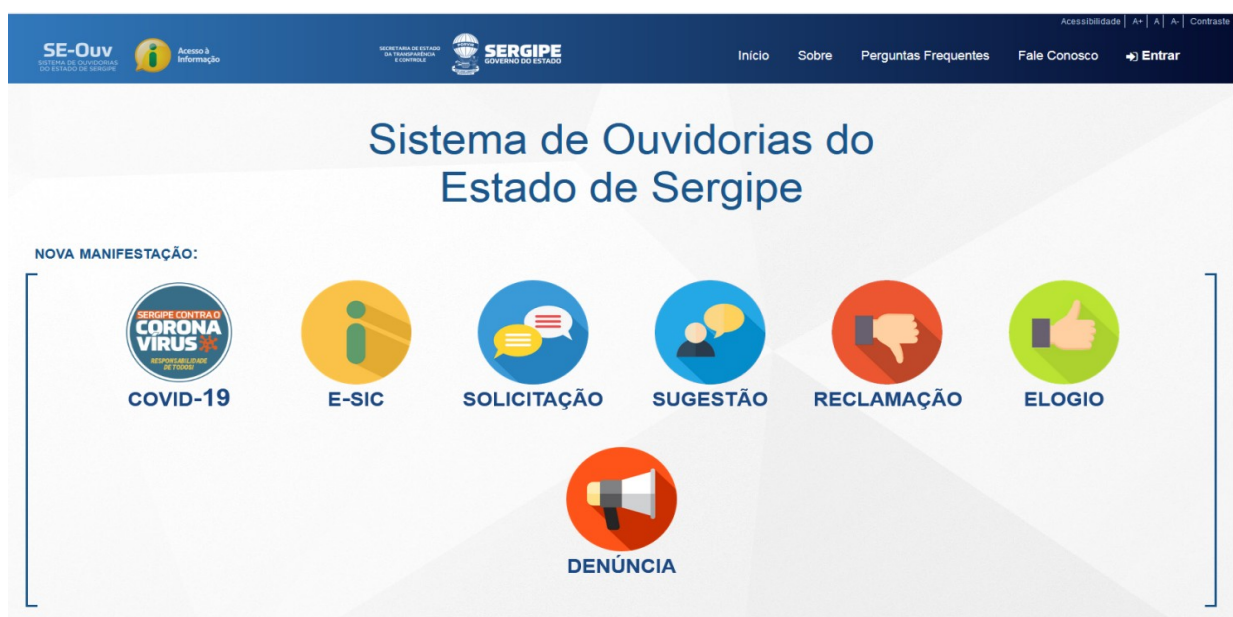 Acessibilidade | A+ | A | A- | Contraste
SE-Ouv
SISTEMA DE OUVIDORIAS
DO ESTADO DE SERGIPE
Acesso à
Informação
SECRETARIA DE ESTADO
DA TRANSPARÊNCIA
E CONTROLE
SERGIPE
GOVERNO DO ESTADO
Início Sobre Perguntas Frequentes Fale Conosco Entrar
Sistema de Ouvidorias do
Estado de Sergipe
NOVA MANIFESTAÇÃO:
SERGIPE CONTRA O
CORONA
VÍRUS
RESPONSABILIDADE
DE TODOS!
COVID-19 E-SIC SOLICITAÇÃO SUGESTÃO RECLAMAÇÃO ELOGIO
DENÚNCIA